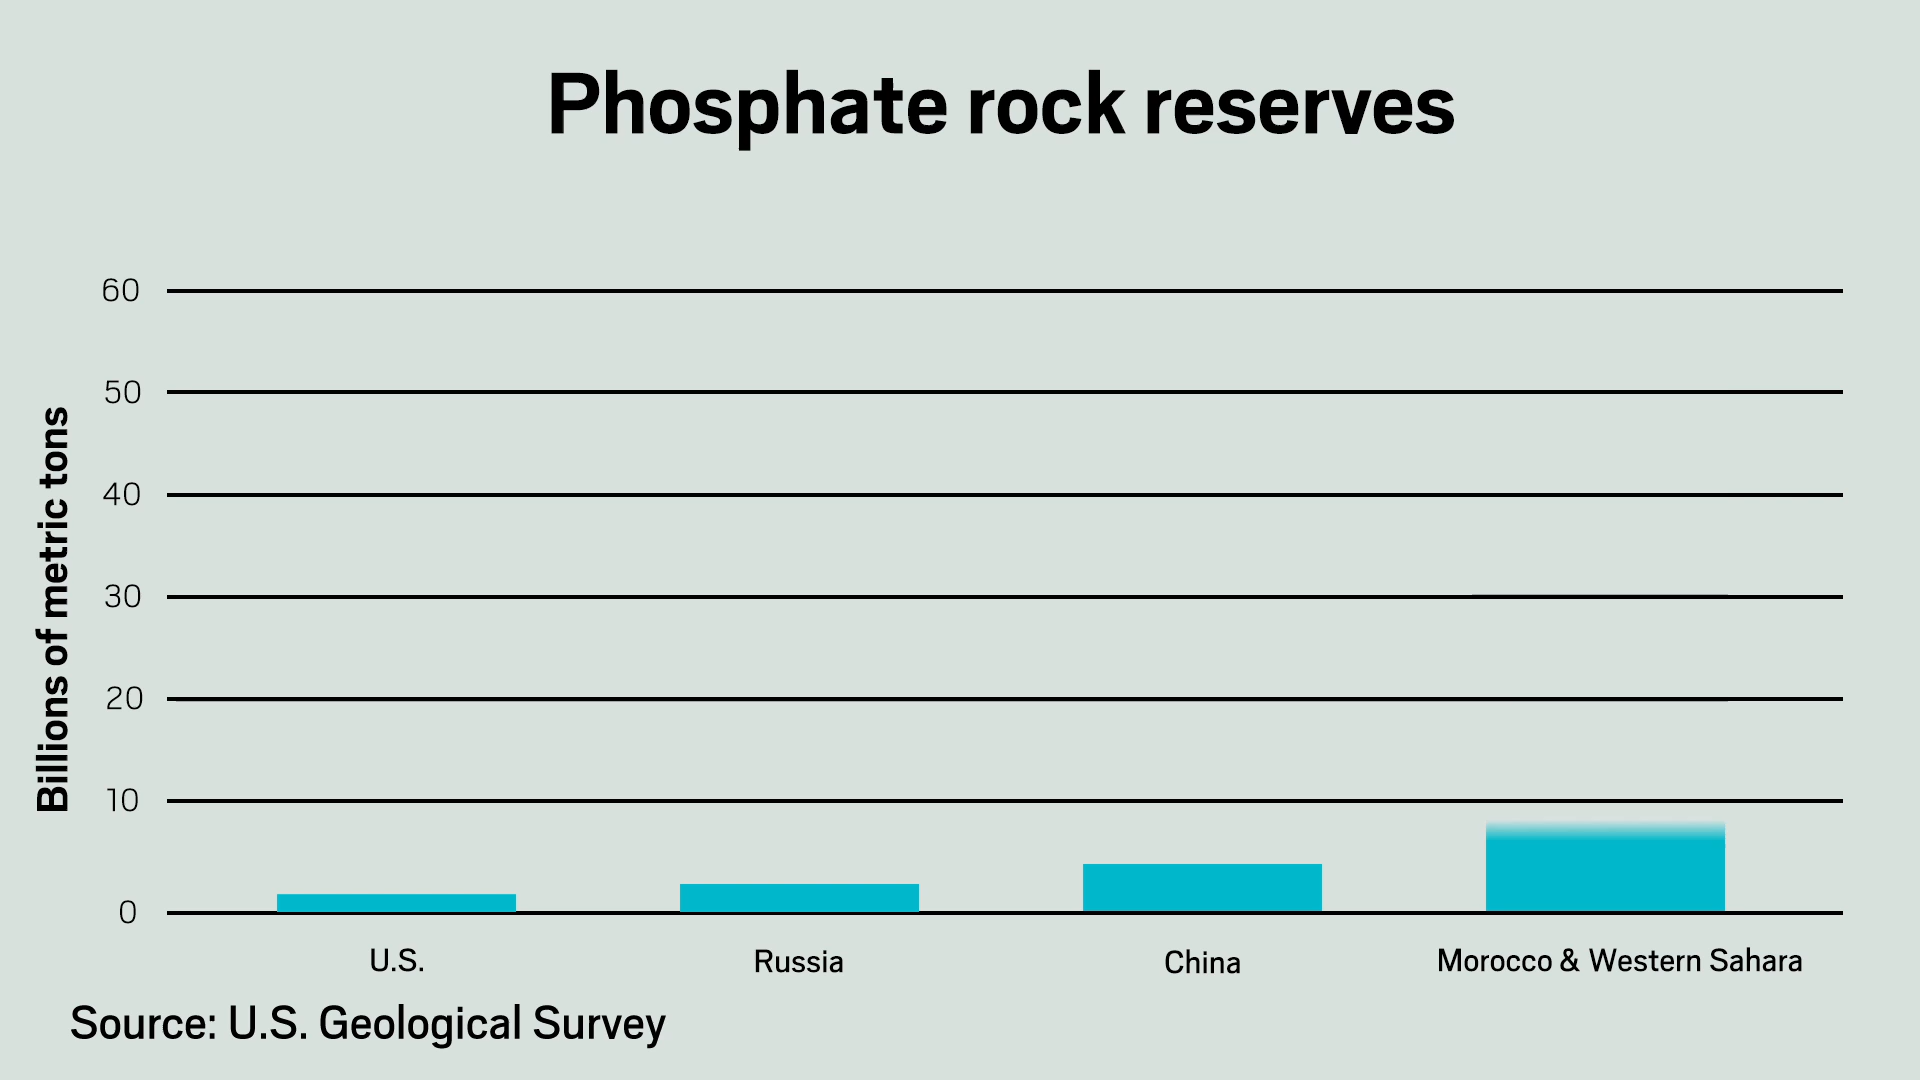 Phosphate rock reserves
Billions of metric tons
60
50
40
30
20
10
0
U.S.
Russia
China
Morocco & Western Sahara
Source: U.S. Geological Survey